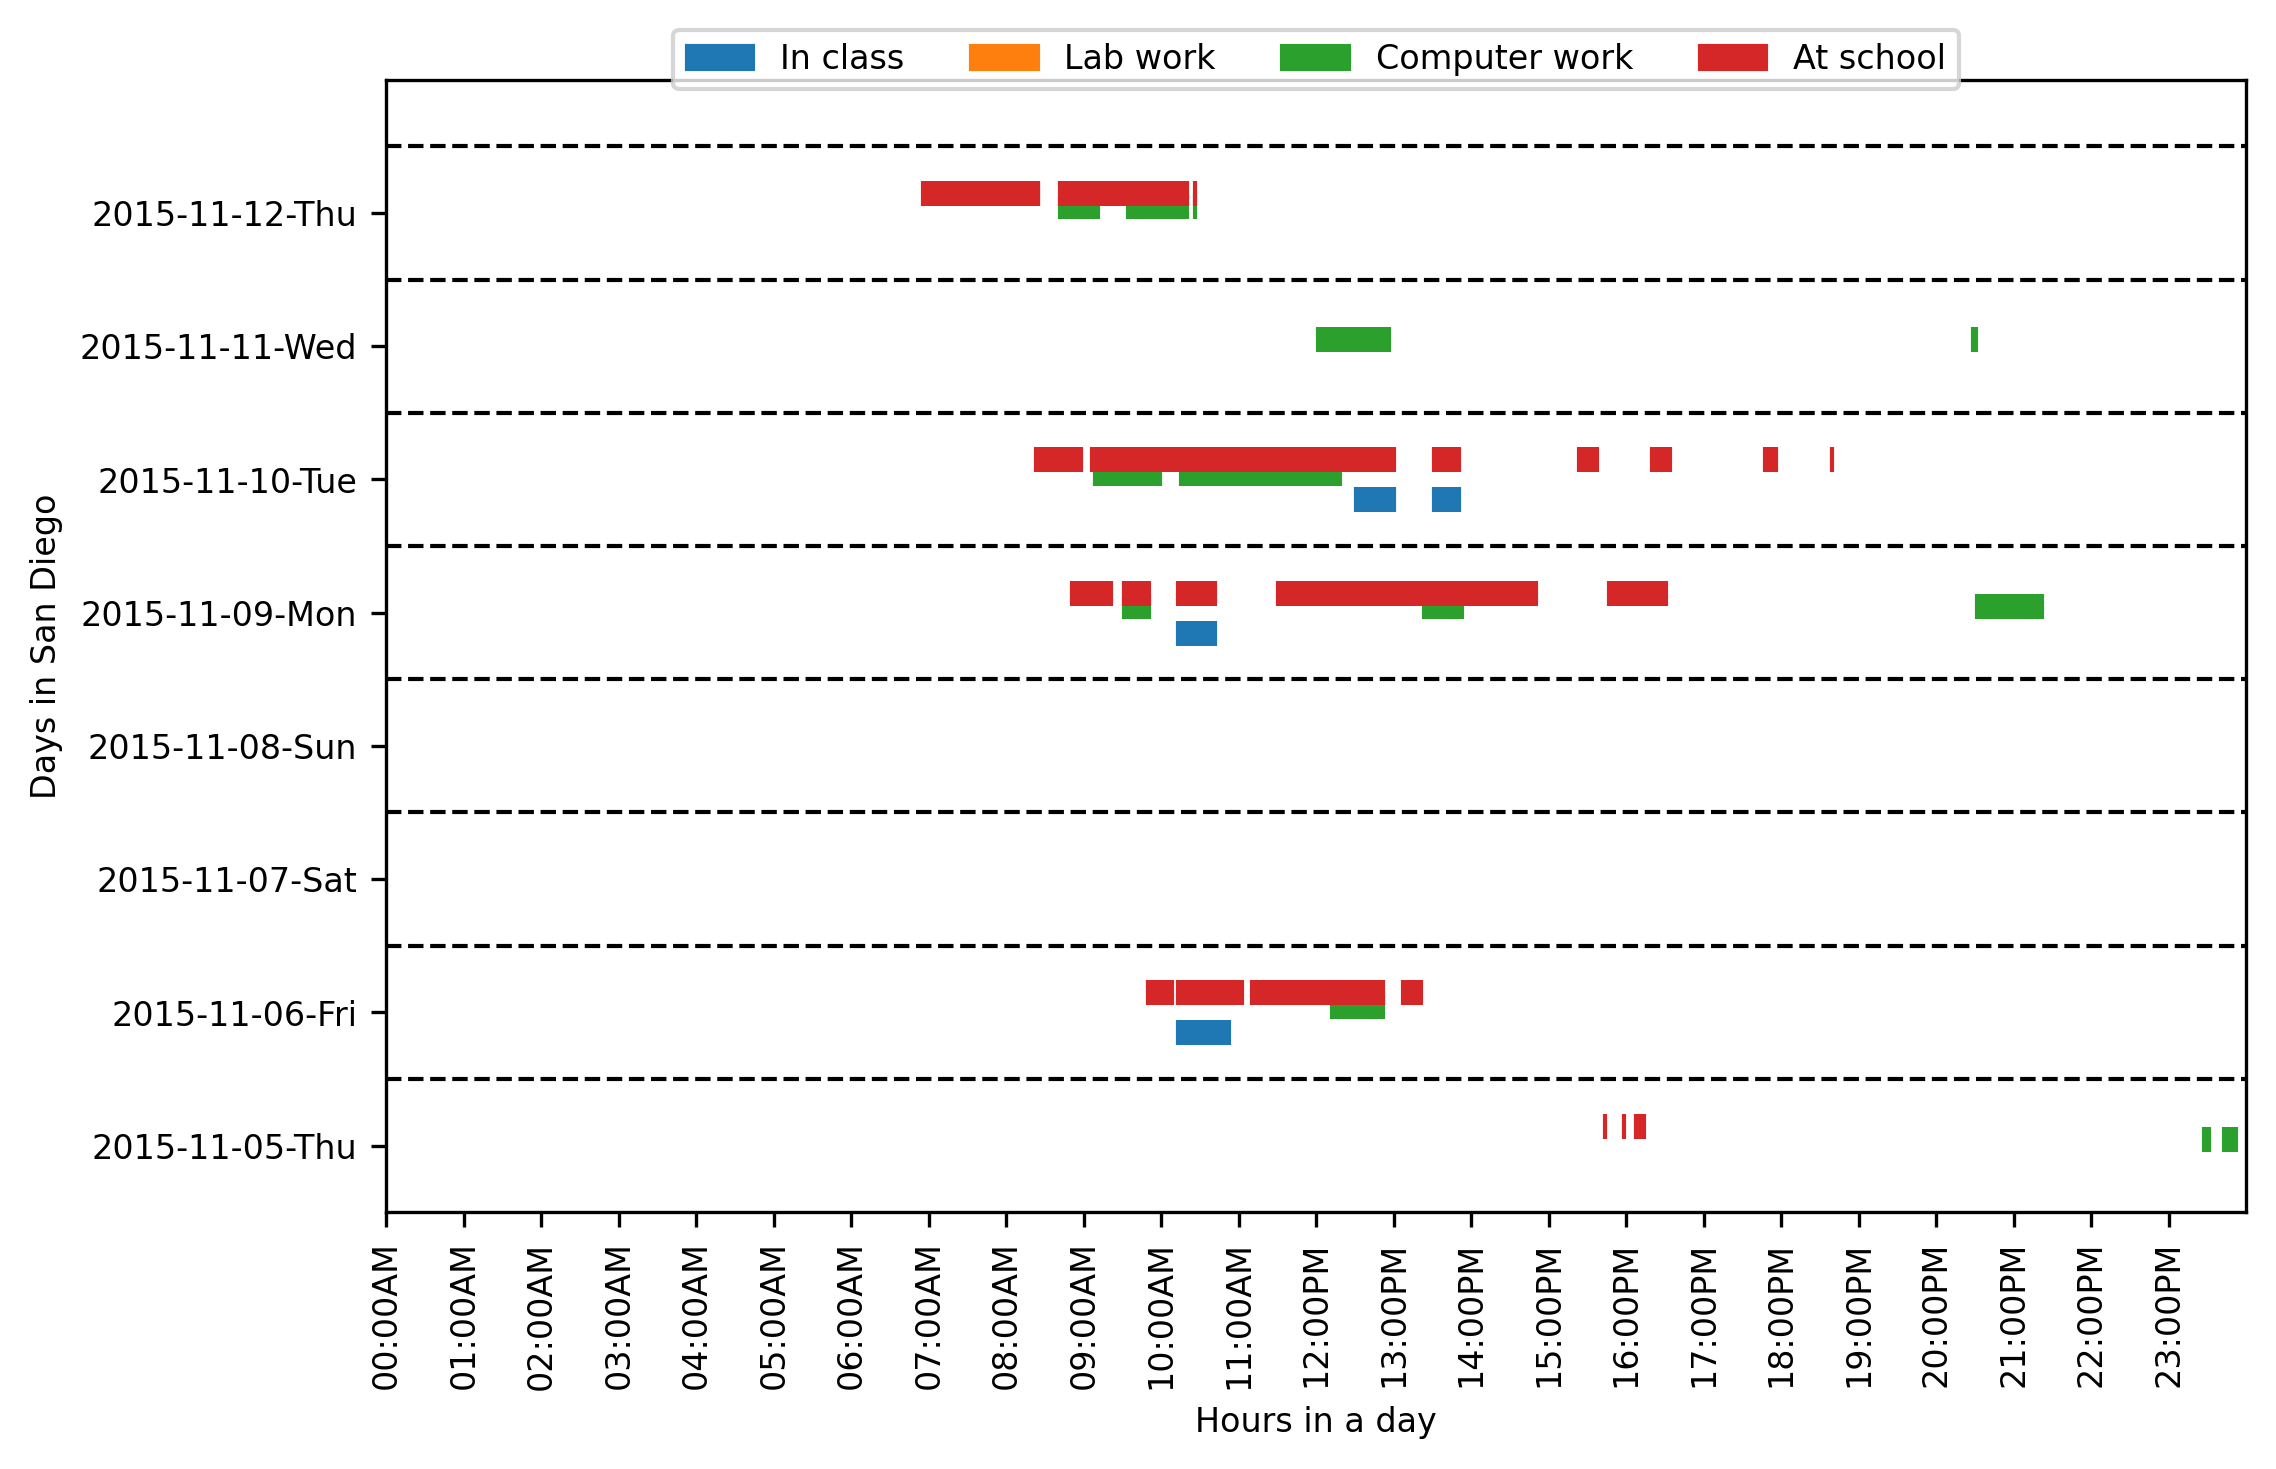 In class Lab work Computer work At school
2015-11-12-Thu
2015-11-11-Wed
2015-11-10-Tue
2015-11-09-Mon
2015-11-08-Sun
2015-11-07-Sat
2015-11-06-Fri
2015-11-05-Thu
Days in San Diego
00:00AM 01:00AM 02:00AM 03:00AM 04:00AM 05:00AM 06:00AM 07:00AM 08:00AM 09:00AM 10:00AM 11:00AM 12:00PM 13:00PM 14:00PM 15:00PM 16:00PM 17:00PM 18:00PM 19:00PM 20:00PM 21:00PM 22:00PM 23:00PM
Hours in a day